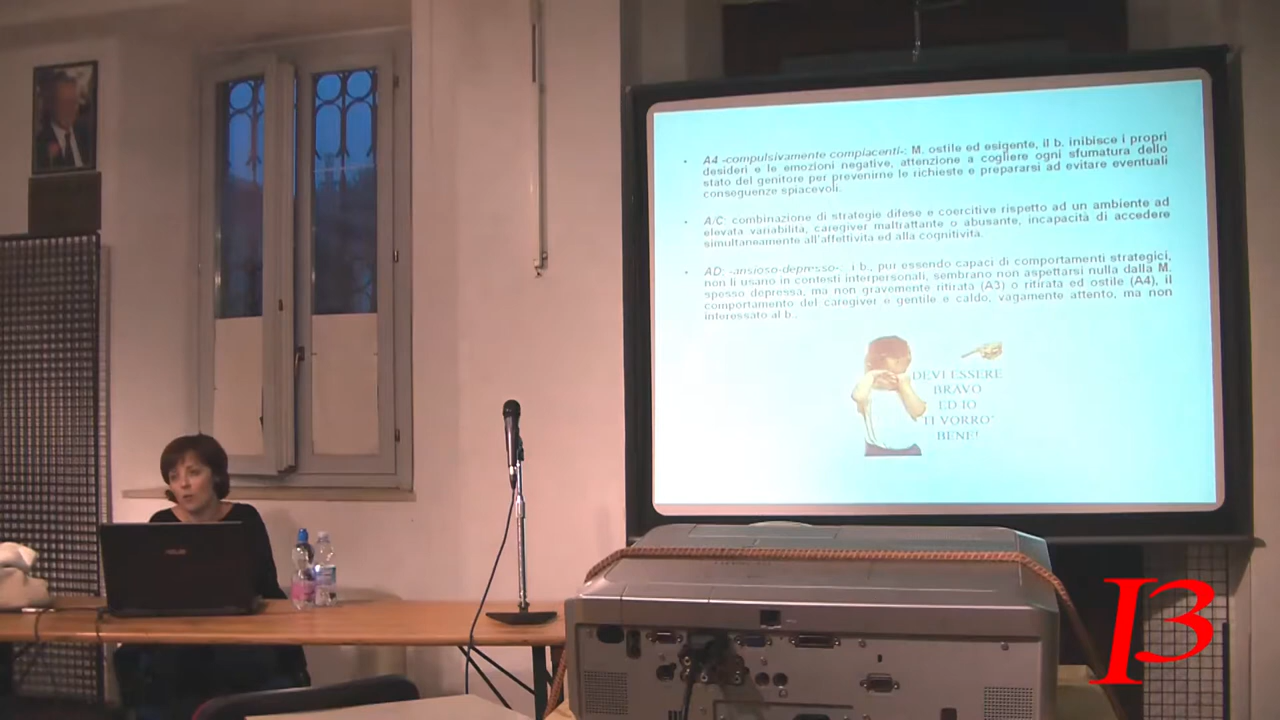 A4 -compulsivamente compiacenti-: M. ostile ed esigente, il b. inibisce i propri
desideri e le emozioni negative, attenzione a cogliere ogni sfumatura dello
stato del genitore per prevenirne le richieste e prepararsi ad evitare eventuali
conseguenze spiacevoli.
A/C: combinazione di strategie difese e coercitive rispetto ad un ambiente ad
elevata variabilità, caregiver maltrattante o abusante, incapacità di accedere
simultaneamente all'affettività ed alla cognitività.
AD: -ansioso-depresso-: i b., pur essendo capaci di comportamenti strategici,
non li usano in contesti interpersonali, sembrano non aspettarsi nulla dalla M.
spesso depressa, ma non gravemente ritirata (A3) o ritirata ed ostile (A4), il
comportamento del caregiver e gentile e caldo, vagamente attento, ma non
interessato al b..
DEVI ESSERE
BRAVO
ED IO
TI VORRO'
BENE!
ASUS
13